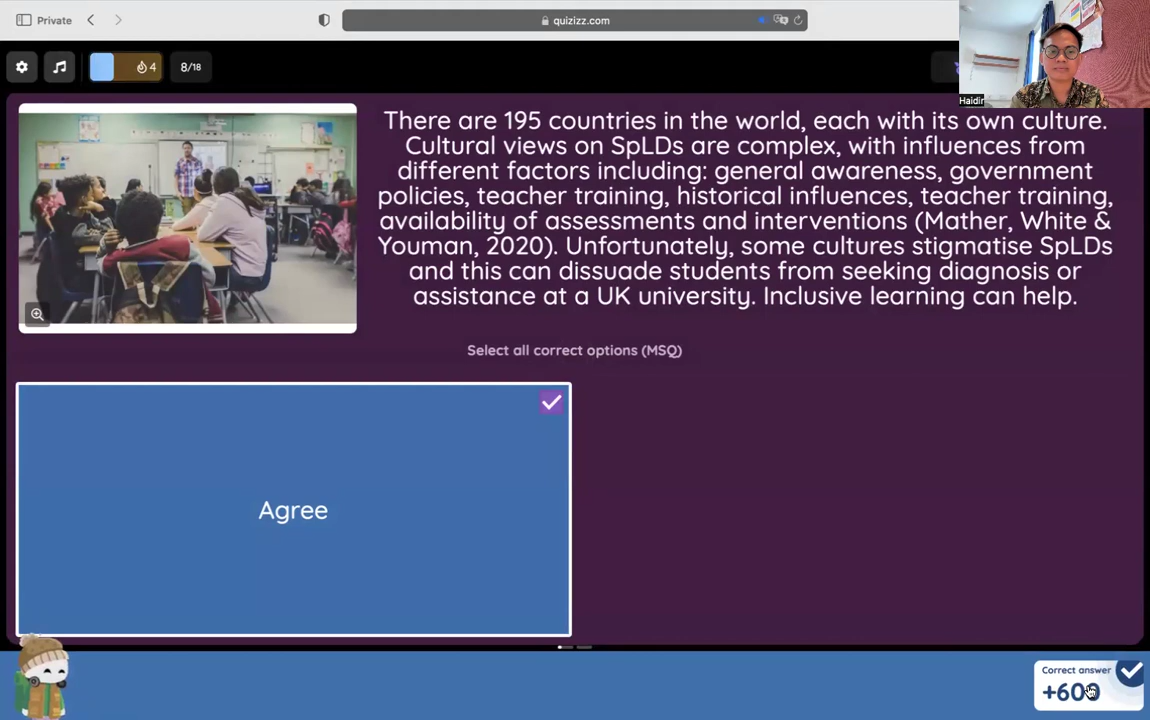 Private
quizizz.com
4
8/18
Haidir
There are 195 countries in the world, each with its own culture.
Cultural views on SpLDs are complex, with influences from
different factors including: general awareness, government
policies, teacher training, historical influences, teacher training,
availability of assessments and interventions (Mather, White &
Youman, 2020). Unfortunately, some cultures stigmatise SpLDs
and this can dissuade students from seeking diagnosis or
assistance at a UK university. Inclusive learning can help.
Select all correct options (MSQ)
Agree
Correct answer
+600